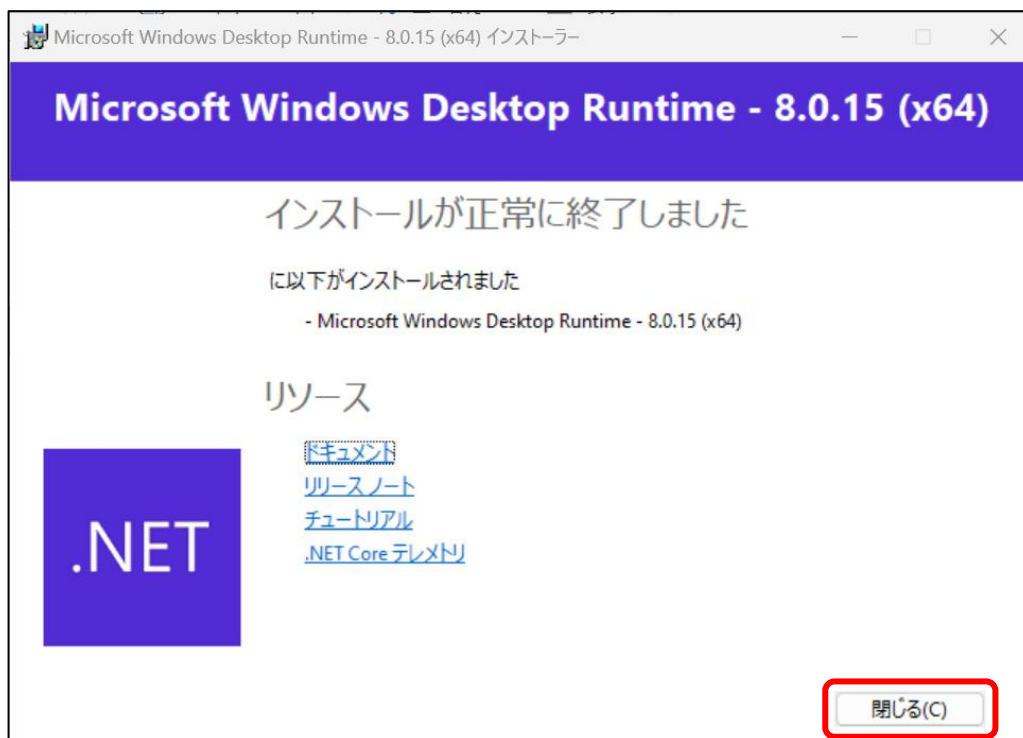 Microsoft Windows Desktop Runtime - 8.0.15 (x64) インストーラー
Microsoft Windows Desktop Runtime - 8.0.15 (x64)
インストールが正常に終了しました
に以下がインストールされました
- Microsoft Windows Desktop Runtime - 8.0.15 (x64)
リソース
ドキュメント
リリース ノート
チュートリアル
.NET Core テレメトリ
.NET
閉じる(C)